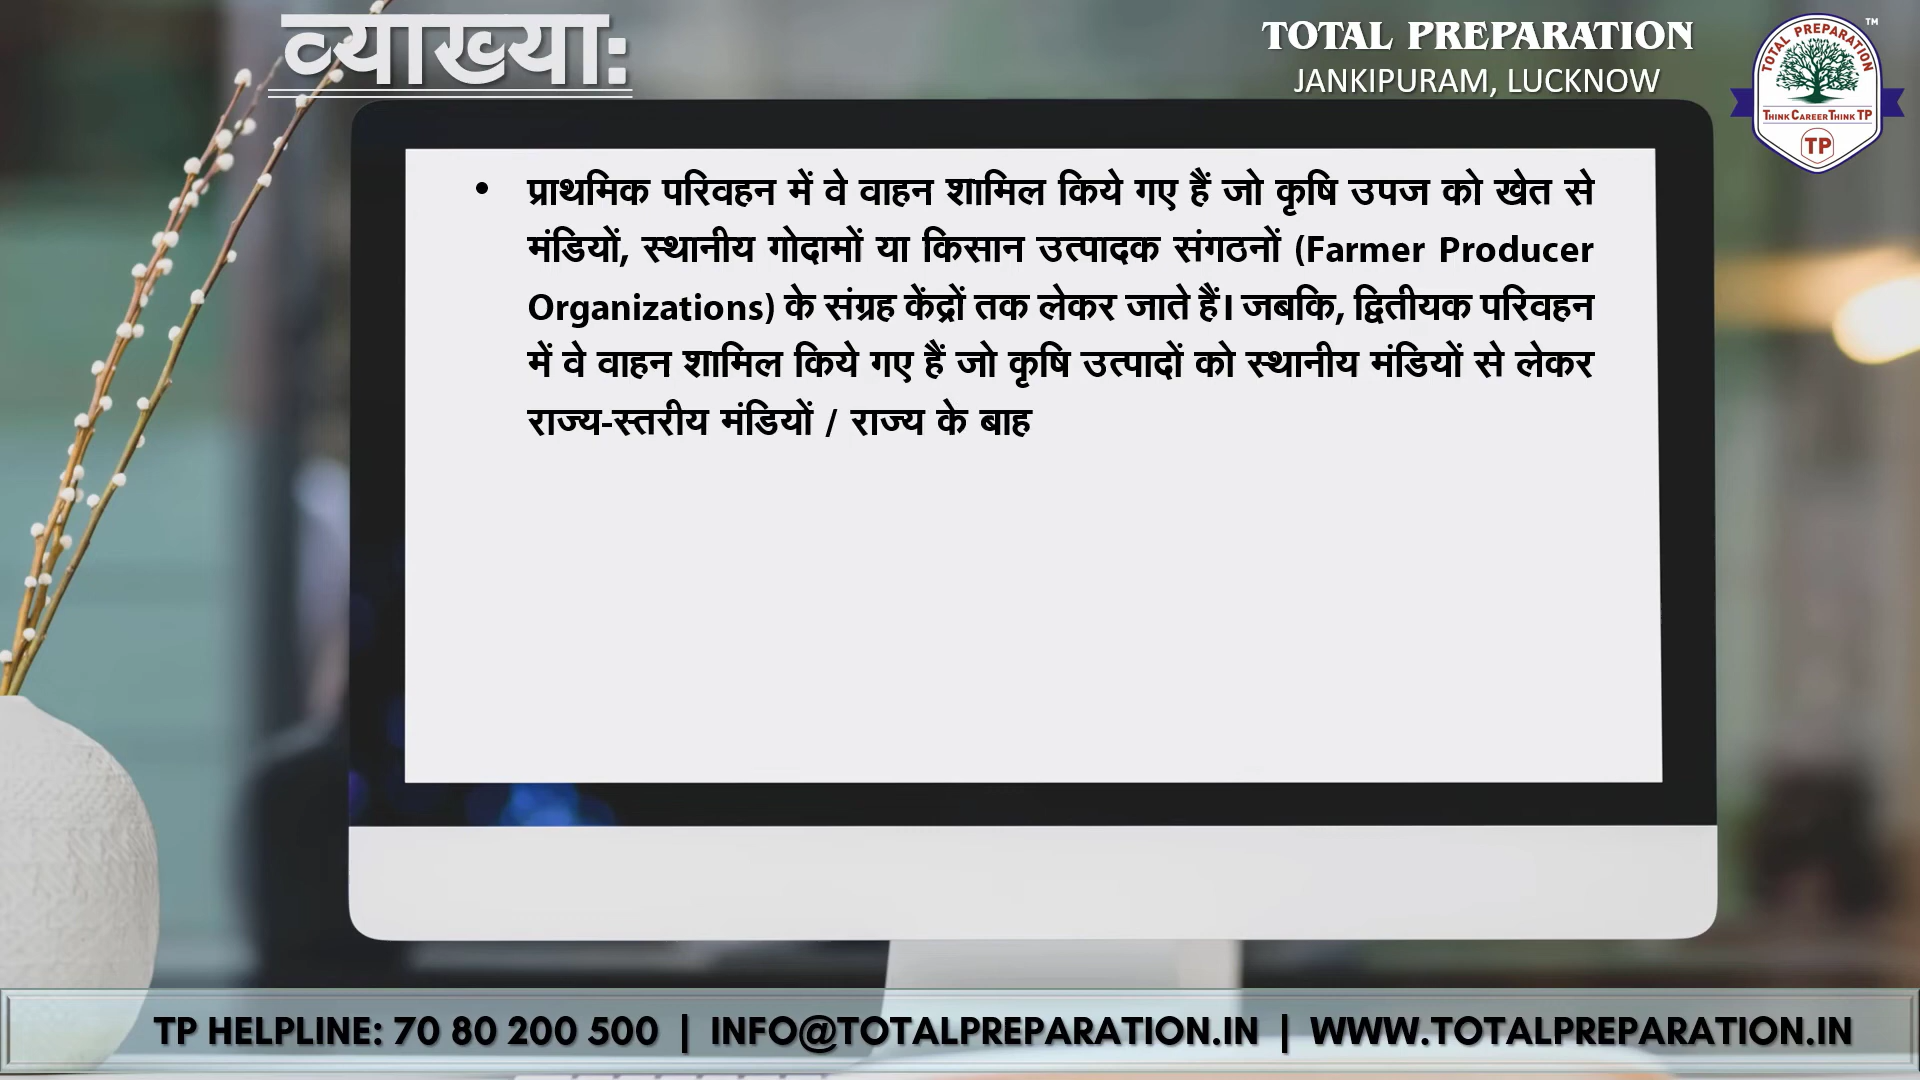 व्याख्या:
TOTAL PREPARATION
JANKIPURAM, LUCKNOW
TOTAL PREPARATION
TM
THINK CAREER THINK TP
TP
• प्राथमिक परिवहन में वे वाहन शामिल किये गए हैं जो कृषि उपज को खेत से
मंडियों, स्थानीय गोदामों या किसान उत्पादक संगठनों (Farmer Producer
Organizations) के संग्रह केंद्रों तक लेकर जाते हैं। जबकि, द्वितीयक परिवहन
में वे वाहन शामिल किये गए हैं जो कृषि उत्पादों को स्थानीय मंडियों से लेकर
राज्य-स्तरीय मंडियों / राज्य के बाह
TP HELPLINE: 70 80 200 500 | INFO@TOTALPREPARATION.IN | WWW.TOTALPREPARATION.IN